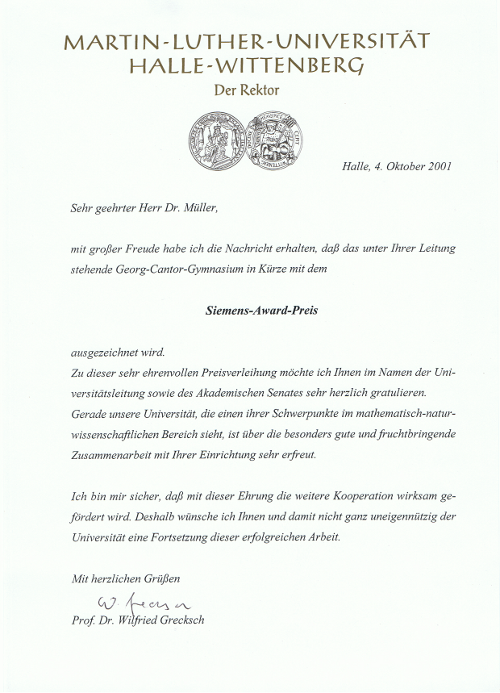 MARTIN-LUTHER-UNIVERSITÄT
HALLE-WITTENBERG
Der Rektor
Halle, 4. Oktober 2001
Sehr geehrter Herr Dr. Müller,
mit großer Freude habe ich die Nachricht erhalten, daß das unter Ihrer Leitung
stehende Georg-Cantor-Gymnasium in Kürze mit dem
Siemens-Award-Preis
ausgezeichnet wird.
Zu dieser sehr ehrenvollen Preisverleihung möchte ich Ihnen im Namen der Uni-
versitätsleitung sowie des Akademischen Senates sehr herzlich gratulieren.
Gerade unsere Universität, die einen ihrer Schwerpunkte im mathematisch-natur-
wissenschaftlichen Bereich sieht, ist über die besonders gute und fruchtbringende
Zusammenarbeit mit Ihrer Einrichtung sehr erfreut.
Ich bin mir sicher, daß mit dieser Ehrung die weitere Kooperation wirksam ge-
fördert wird. Deshalb wünsche ich Ihnen und damit nicht ganz uneigennützig der
Universität eine Fortsetzung dieser erfolgreichen Arbeit.
Mit herzlichen Grüßen
Prof. Dr. Wilfried Grecksch